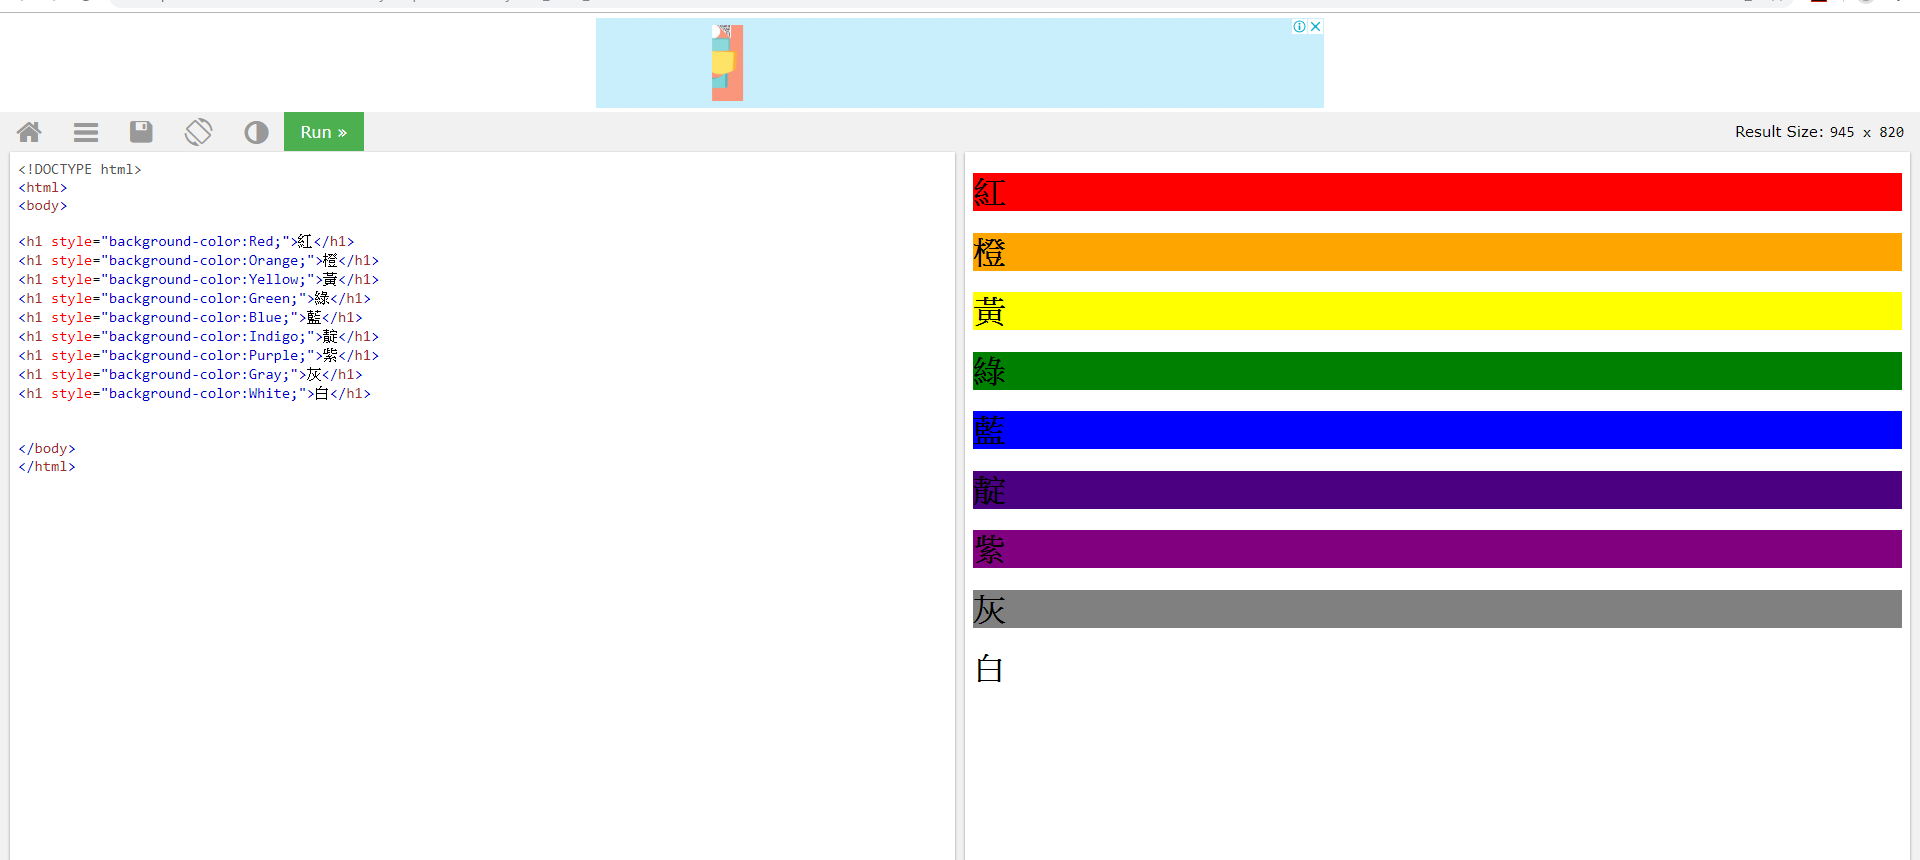 Run »
Result Size: 945 x 820
<!DOCTYPE html>
<html>
<body>
<h1 style="background-color:Red;">紅</h1>
<h1 style="background-color:Orange;">橙</h1>
<h1 style="background-color:Yellow;">黃</h1>
<h1 style="background-color:Green;">綠</h1>
<h1 style="background-color:Blue;">藍</h1>
<h1 style="background-color:Indigo;">靛</h1>
<h1 style="background-color:Purple;">紫</h1>
<h1 style="background-color:Gray;">灰</h1>
<h1 style="background-color:White;">白</h1>
</body>
</html>
紅
橙
黃
綠
藍
靛
紫
灰
白